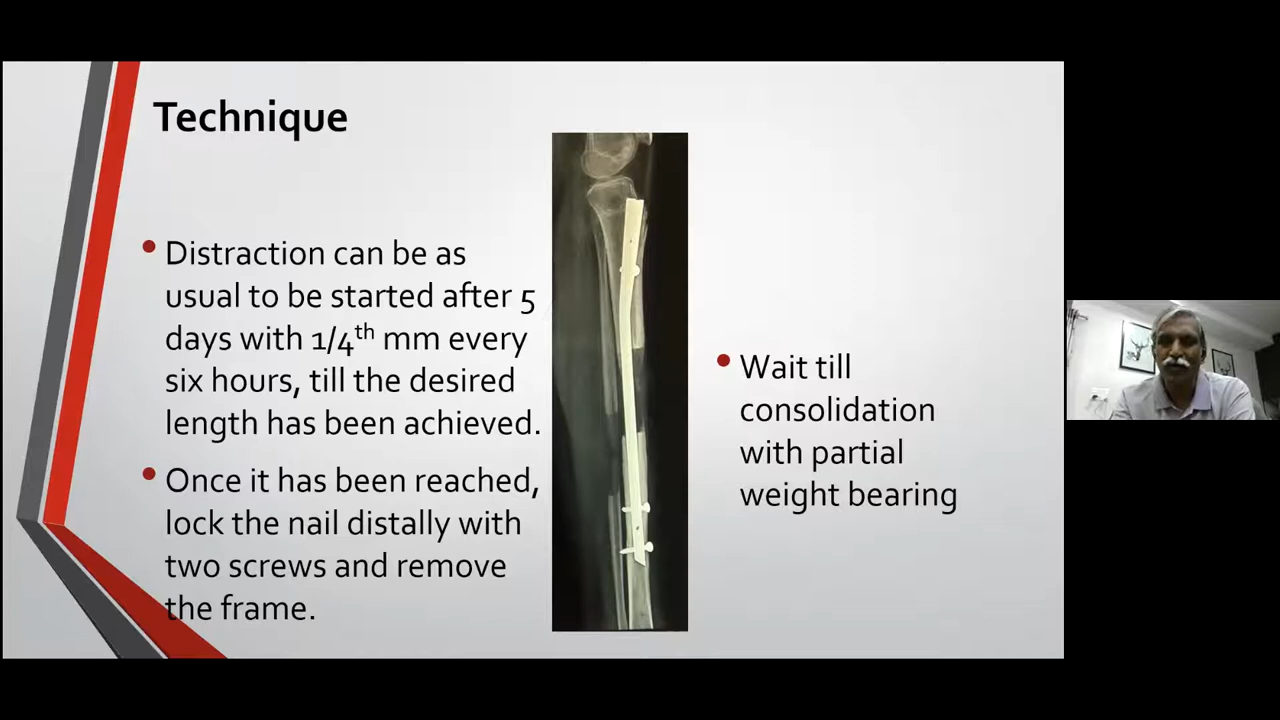 Technique
Distraction can be as
usual to be started after 5
days with 1/4th mm every
six hours, till the desired
length has been achieved.
Once it has been reached,
lock the nail distally with
two screws and remove
the frame.
Wait till
consolidation
with partial
weight bearing